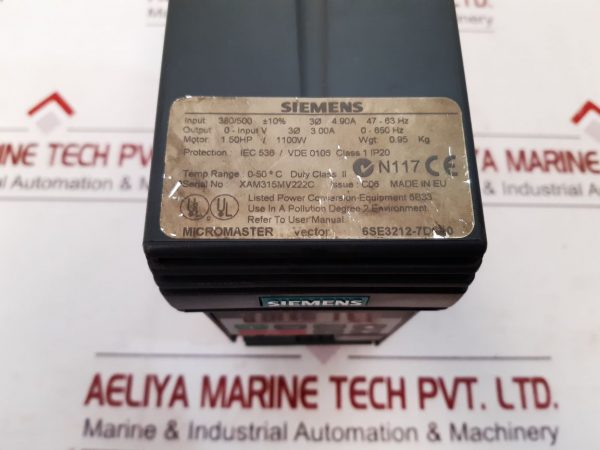 SIEMENS
Input 380/500 ±10% 3Ø 4.90A 47 - 63 Hz
Output 0 - Input V 3Ø 3.00A 0 - 650 Hz
Motor 1.50HP / 1100W Wgt 0.95 Kg
Protection IEC 536 / VDE 0106 Class 1 IP20
N117 CE
Temp Range 0-50 °C Duty Class II
Serial No XAM315MV222C Issue : C06 MADE IN EU
UL UL
Listed Power Conversion Equipment 5B33
Use In A Pollution Degree 2 Environment.
Refer To User Manual.
MICROMASTER vector
SIEMENS
AELIYA MARINE TECH PVT. LTD.
Marine & Industrial Automation & Machinery